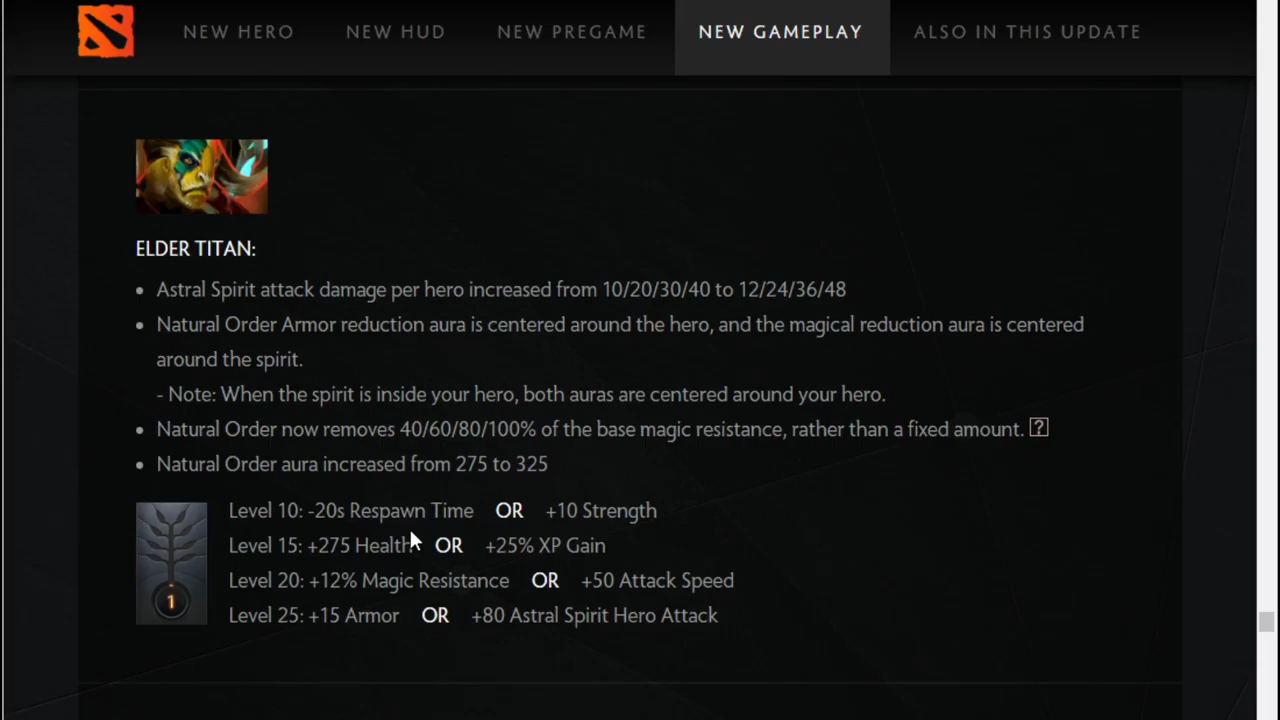 NEW HERO NEW HUD NEW PREGAME NEW GAMEPLAY ALSO IN THIS UPDATE
ELDER TITAN:
• Astral Spirit attack damage per hero increased from 10/20/30/40 to 12/24/36/48
• Natural Order Armor reduction aura is centered around the hero, and the magical reduction aura is centered
around the spirit.
- Note: When the spirit is inside your hero, both auras are centered around your hero.
• Natural Order now removes 40/60/80/100% of the base magic resistance, rather than a fixed amount. ?
• Natural Order aura increased from 275 to 325
Level 10: -20s Respawn Time OR +10 Strength
Level 15: +275 Health OR +25% XP Gain
Level 20: +12% Magic Resistance OR +50 Attack Speed
1
Level 25: +15 Armor OR +80 Astral Spirit Hero Attack